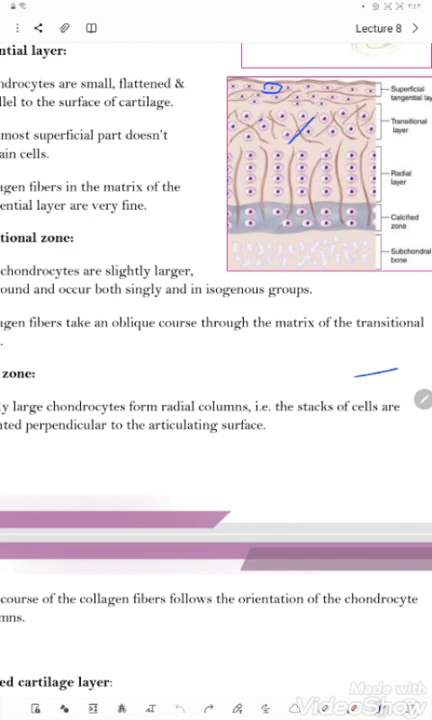 Lecture 8
ntial layer:
ndrocytes are small, flattened &
llel to the surface of cartilage.
most superficial part doesn't
ain cells.
agen fibers in the matrix of the
ential layer are very fine.
Superficial
tangential lay
Transitional
layer
Radial
layer
Calcified
zone
Subchondral
bone
tional zone:
chondrocytes are slightly larger,
ound and occur both singly and in isogenous groups.
agen fibers take an oblique course through the matrix of the transitional
.
zone:
ly large chondrocytes form radial columns, i.e. the stacks of cells are
nted perpendicular to the articulating surface.
course of the collagen fibers follows the orientation of the chondrocyte
mns.
ed cartilage layer:
Made with
VideoShow